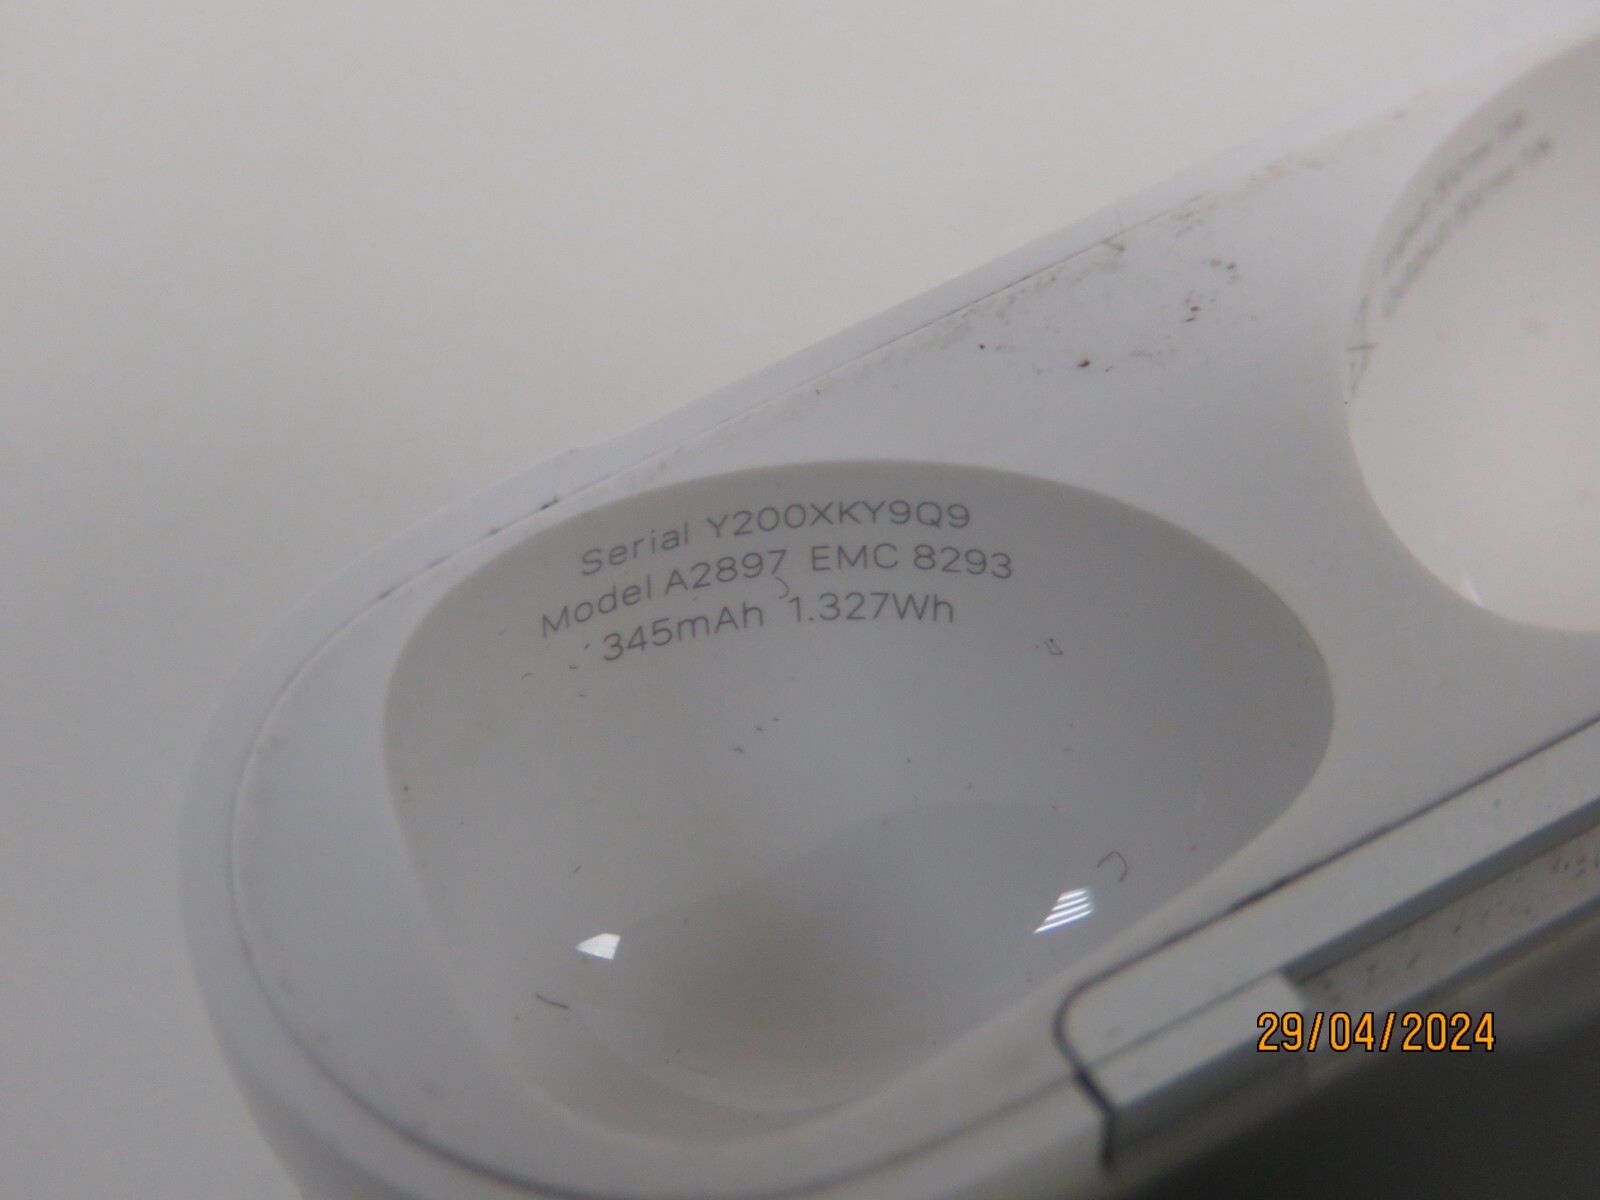 Serial Y200XKY9Q9
Model A2897 EMC 8293
345mAh 1.327Wh
29/04/2024